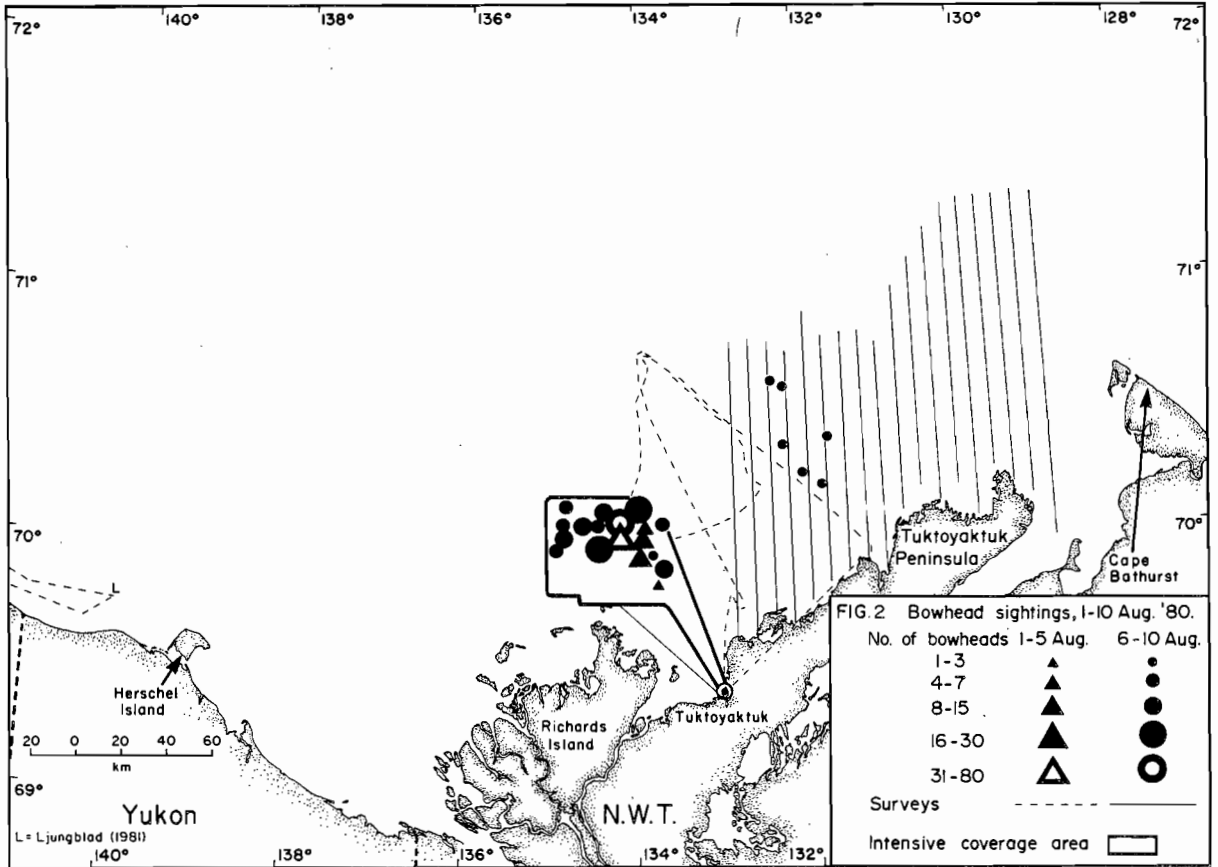 72° 140° 138° 136° 134° 132° 130° 128° 72°
71° 71°
70° 70°
L
Tuktoyaktuk
Peninsula
Cape
Bathurst
Herschel
Island
Richards
Island
Tuktoyaktuk
20 0 20 40 60
km
69°
Yukon
N.W.T.
L= Ljungblad (1981)
140° 138° 136° 134° 132°
FIG.2 Bowhead sightings, 1-10 Aug. '80.
No. of bowheads 1-5 Aug. 6-10 Aug.
1-3
4-7
8-15
16-30
31-80
Surveys
Intensive coverage area